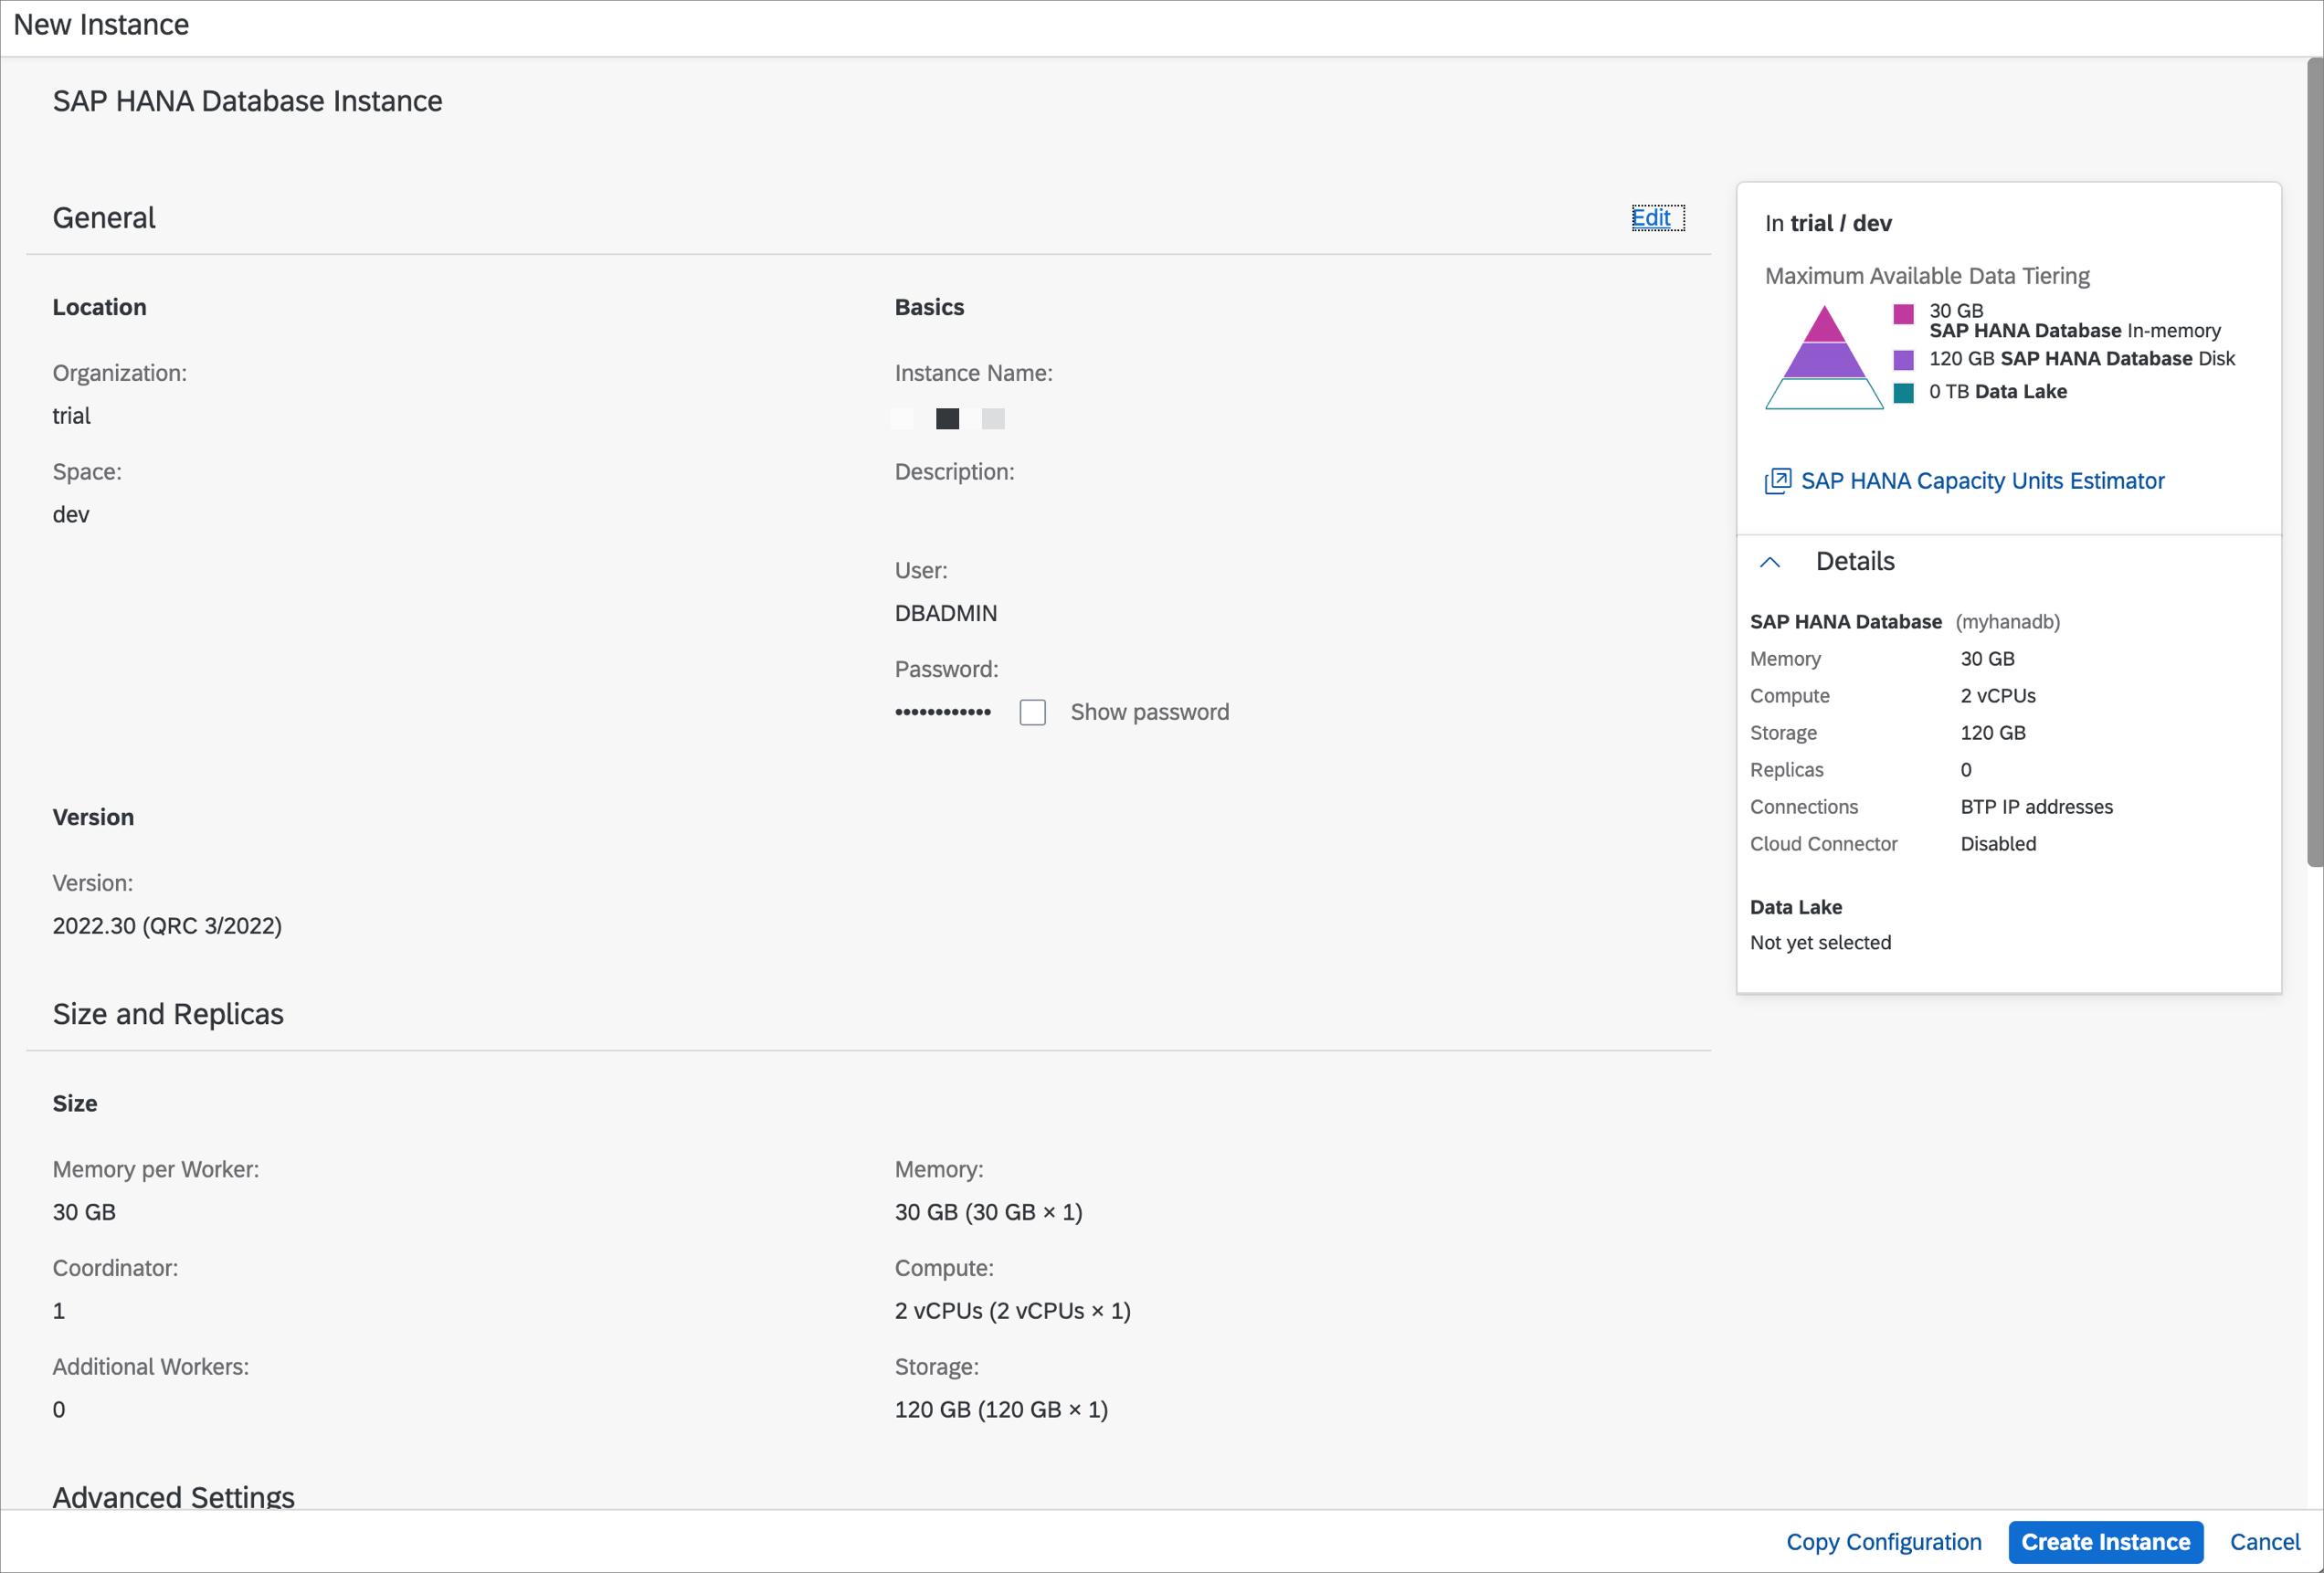 New Instance
SAP HANA Database Instance
General
Edit
Location
Organization:
trial
Space:
dev
Basics
Instance Name:
Description:
User:
DBADMIN
Password:
•••••••••••• Show password
Version
Version:
2022.30 (QRC 3/2022)
Size and Replicas
Size
Memory per Worker:
30 GB
Coordinator:
1
Additional Workers:
0
Memory:
30 GB (30 GB × 1)
Compute:
2 vCPUs (2 vCPUs × 1)
Storage:
120 GB (120 GB × 1)
Advanced Settings
In trial / dev
Maximum Available Data Tiering
30 GB
SAP HANA Database In-memory
120 GB SAP HANA Database Disk
0 TB Data Lake
SAP HANA Capacity Units Estimator
Details
SAP HANA Database (myhanadb)
Memory 30 GB
Compute 2 vCPUs
Storage 120 GB
Replicas 0
Connections BTP IP addresses
Cloud Connector Disabled
Data Lake
Not yet selected
Copy Configuration Create Instance Cancel